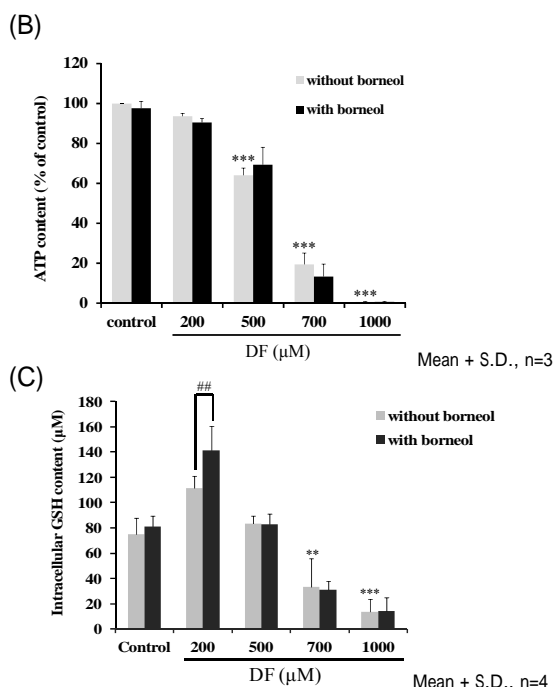 (B)
120
100
80
60
40
20
0
ATP content (% of control)
without borneol
with borneol
***
***
***
control 200 500 700 1000
DF (µM)
Mean + S.D., n=3
(C)
180
160
140
120
100
80
60
40
20
0
Intracellular GSH content (µM)
##
without borneol
with borneol
**
***
Control 200 500 700 1000
DF (µM)
Mean + S.D., n=4